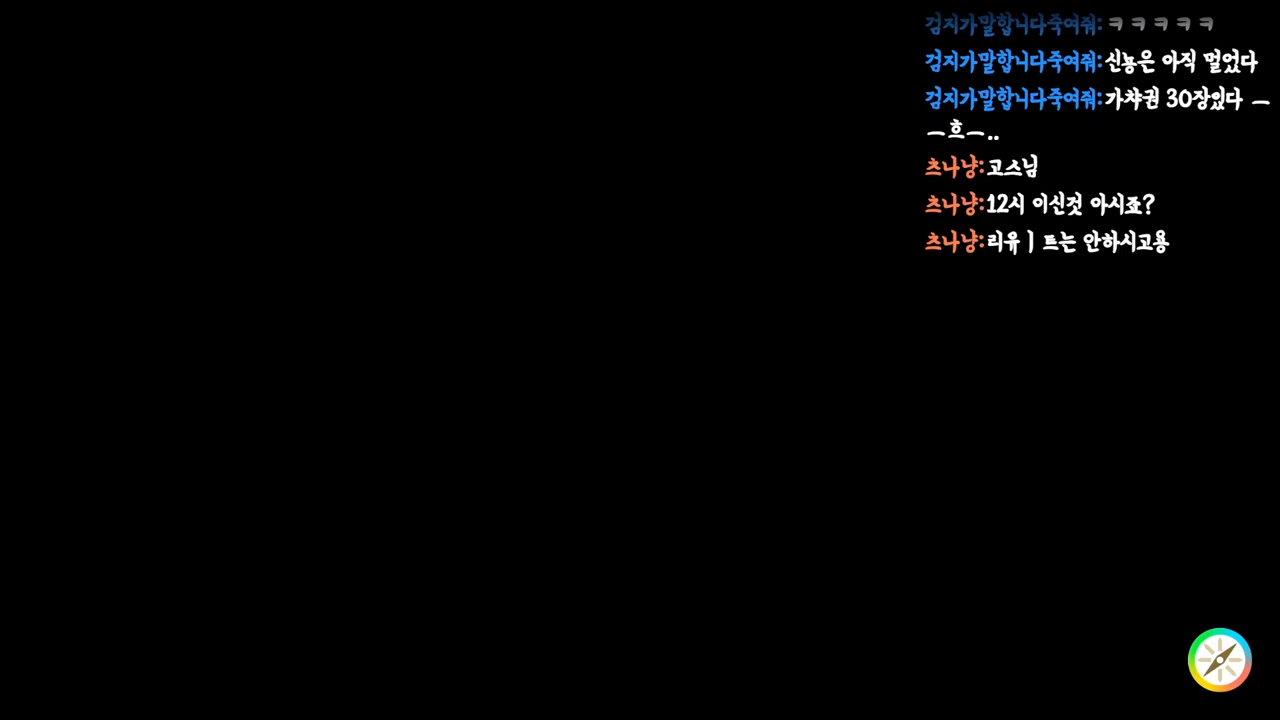 검지가말합니다죽여줘:ㅋㅋㅋㅋㅋ
검지가말합니다죽여줘:신뇽은 아직 멀었다
검지가말합니다죽여줘:가챠권 30장있다 ㅡ
ㅡ흐ㅡ..
츠나냥:고스님
츠나냥:12시 이신것 아시죠?
츠나냥:리유ㅣ트는 안하시고용